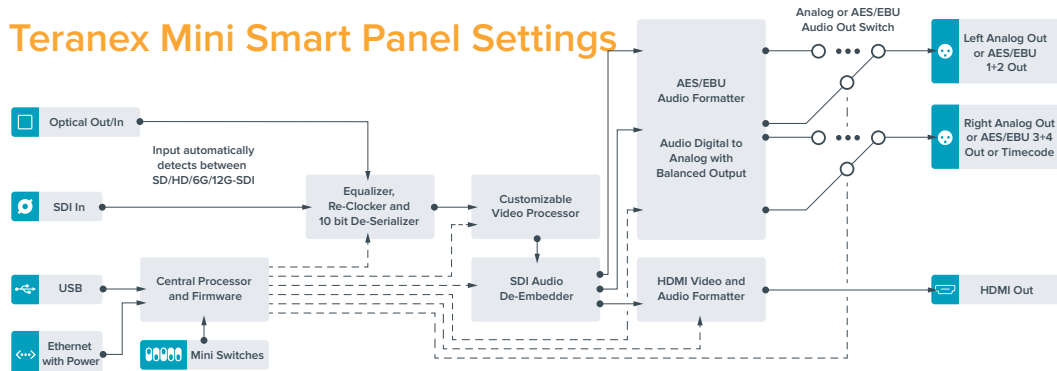 Teranex Mini Smart Panel Settings
Analog or AES/EBU
Audio Out Switch
Left Analog Out
or AES/EBU
1+2 Out
AES/EBU
Audio Formatter
Optical Out/In
Right Analog Out
or AES/EBU 3+4
Out or Timecode
Input automatically
detects between
SD/HD/6G/12G-SDI
Audio Digital to
Analog with
Balanced Output
SDI In
Equalizer,
Re-Clocker and
10 bit De-Serializer
Customizable
Video Processor
USB
Central Processor
and Firmware
SDI Audio
De-Embedder
HDMI Video and
Audio Formatter
HDMI Out
Ethernet
with Power
Mini Switches